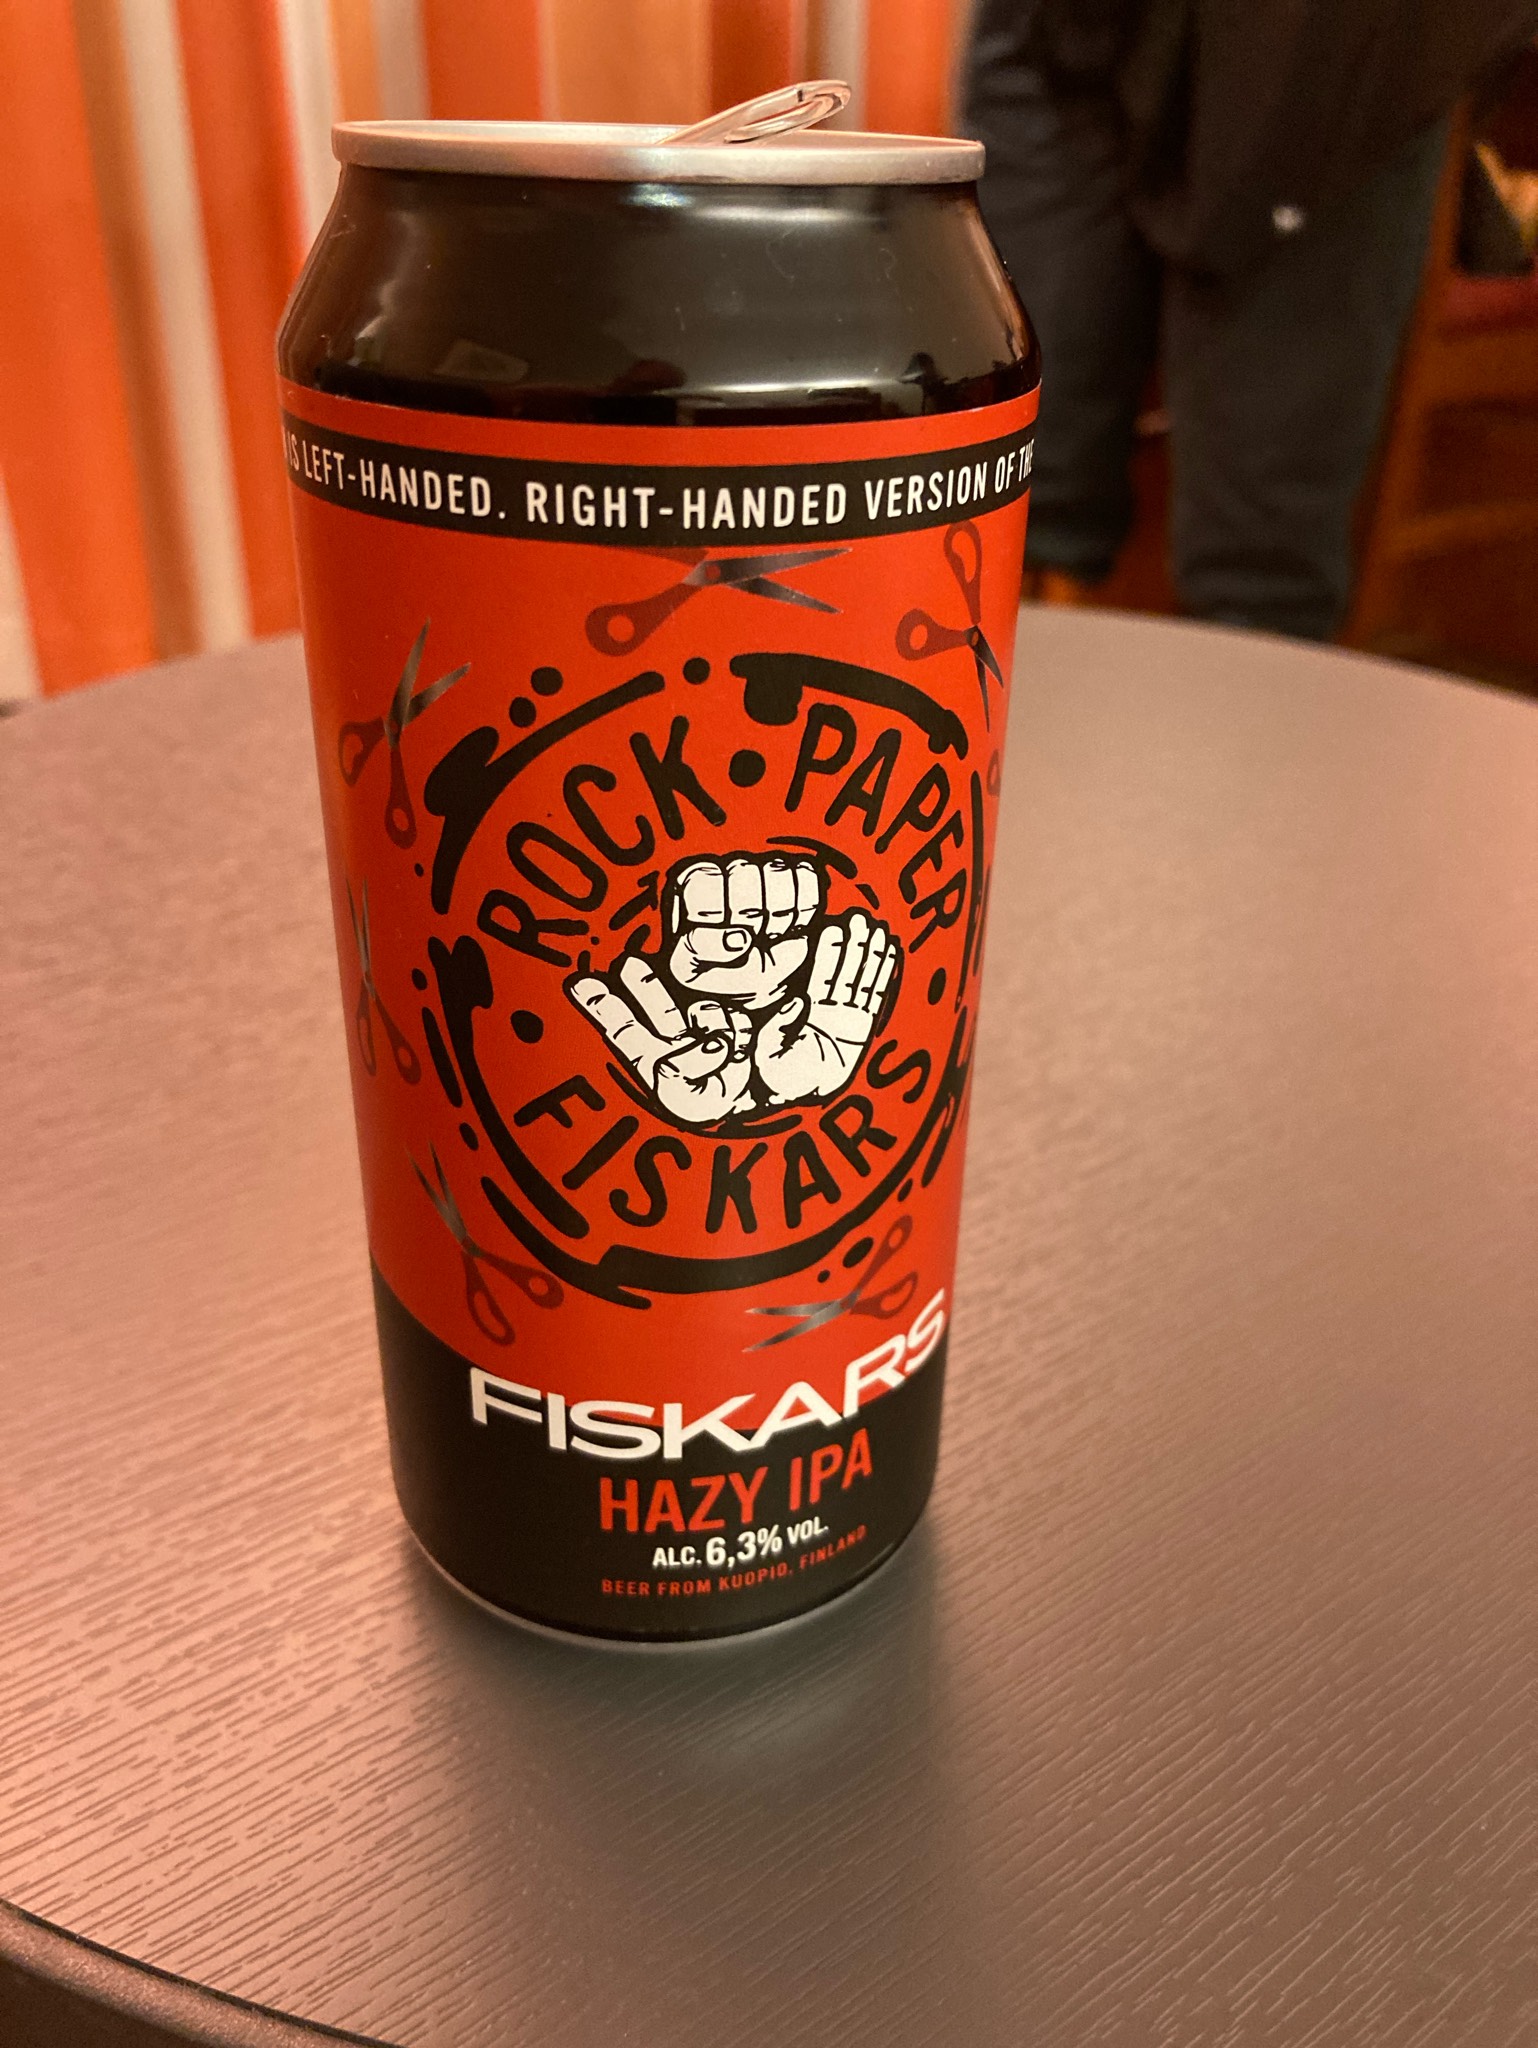 IS LEFT-HANDED. RIGHT-HANDED VERSION OF THE
ROCK • PAPER •
FISKARS •
FISKARS
HAZY IPA
ALC. 6,3% VOL.
BEER FROM KUOPIO, FINLAND